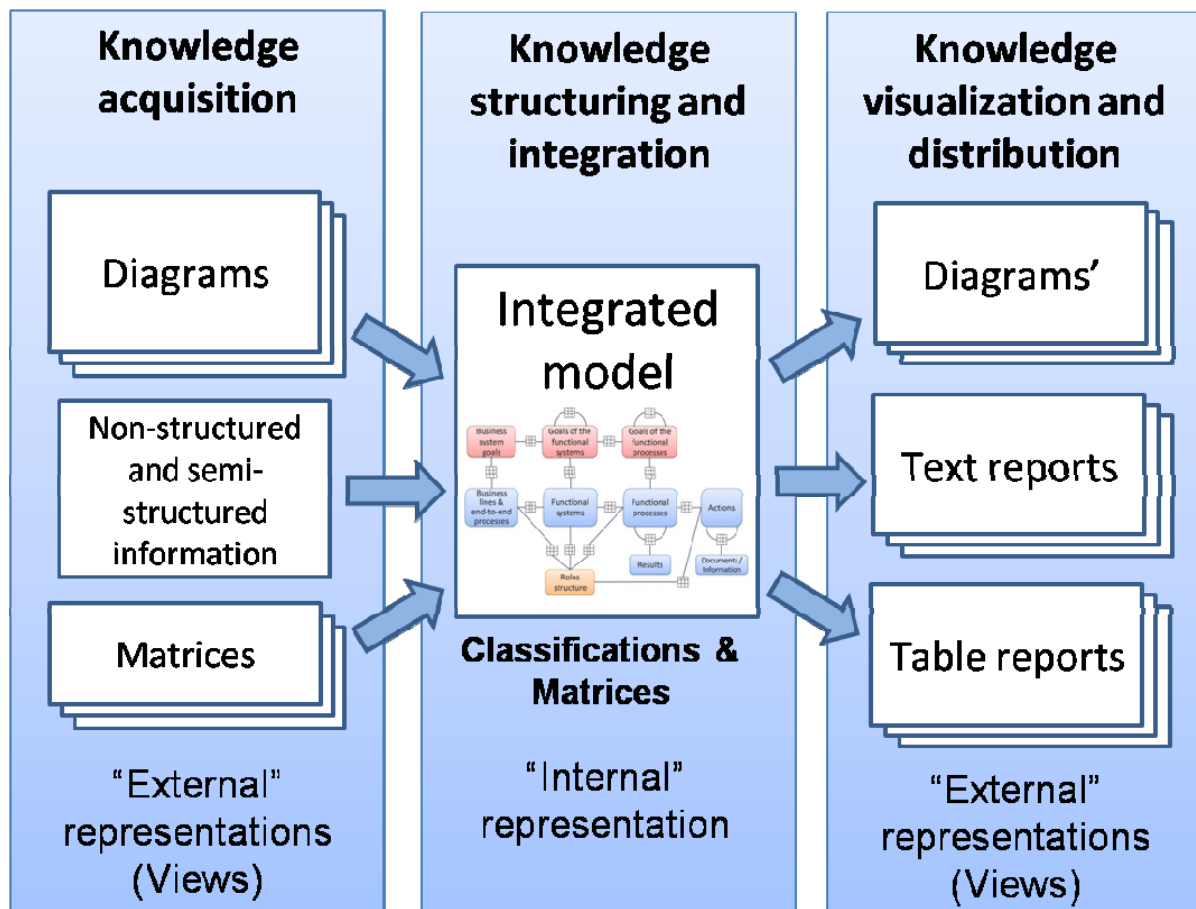 Knowledge
acquisition
Diagrams
Non-structured
and semi-
structured
information
Matrices
“External”
representations
(Views)
Knowledge
structuring and
integration
Integrated
model
Business
system
goals
Goals of the
functional
systems
Goals of the
functional
processes
Business
lines &
end-to-end
processes
Functional
systems
Functional
processes
Actions
Results
Documents/
Information
Roles
structure
Classifications &
Matrices
“Internal”
representation
Knowledge
visualization and
distribution
Diagrams’
Text reports
Table reports
“External”
representations
(Views)